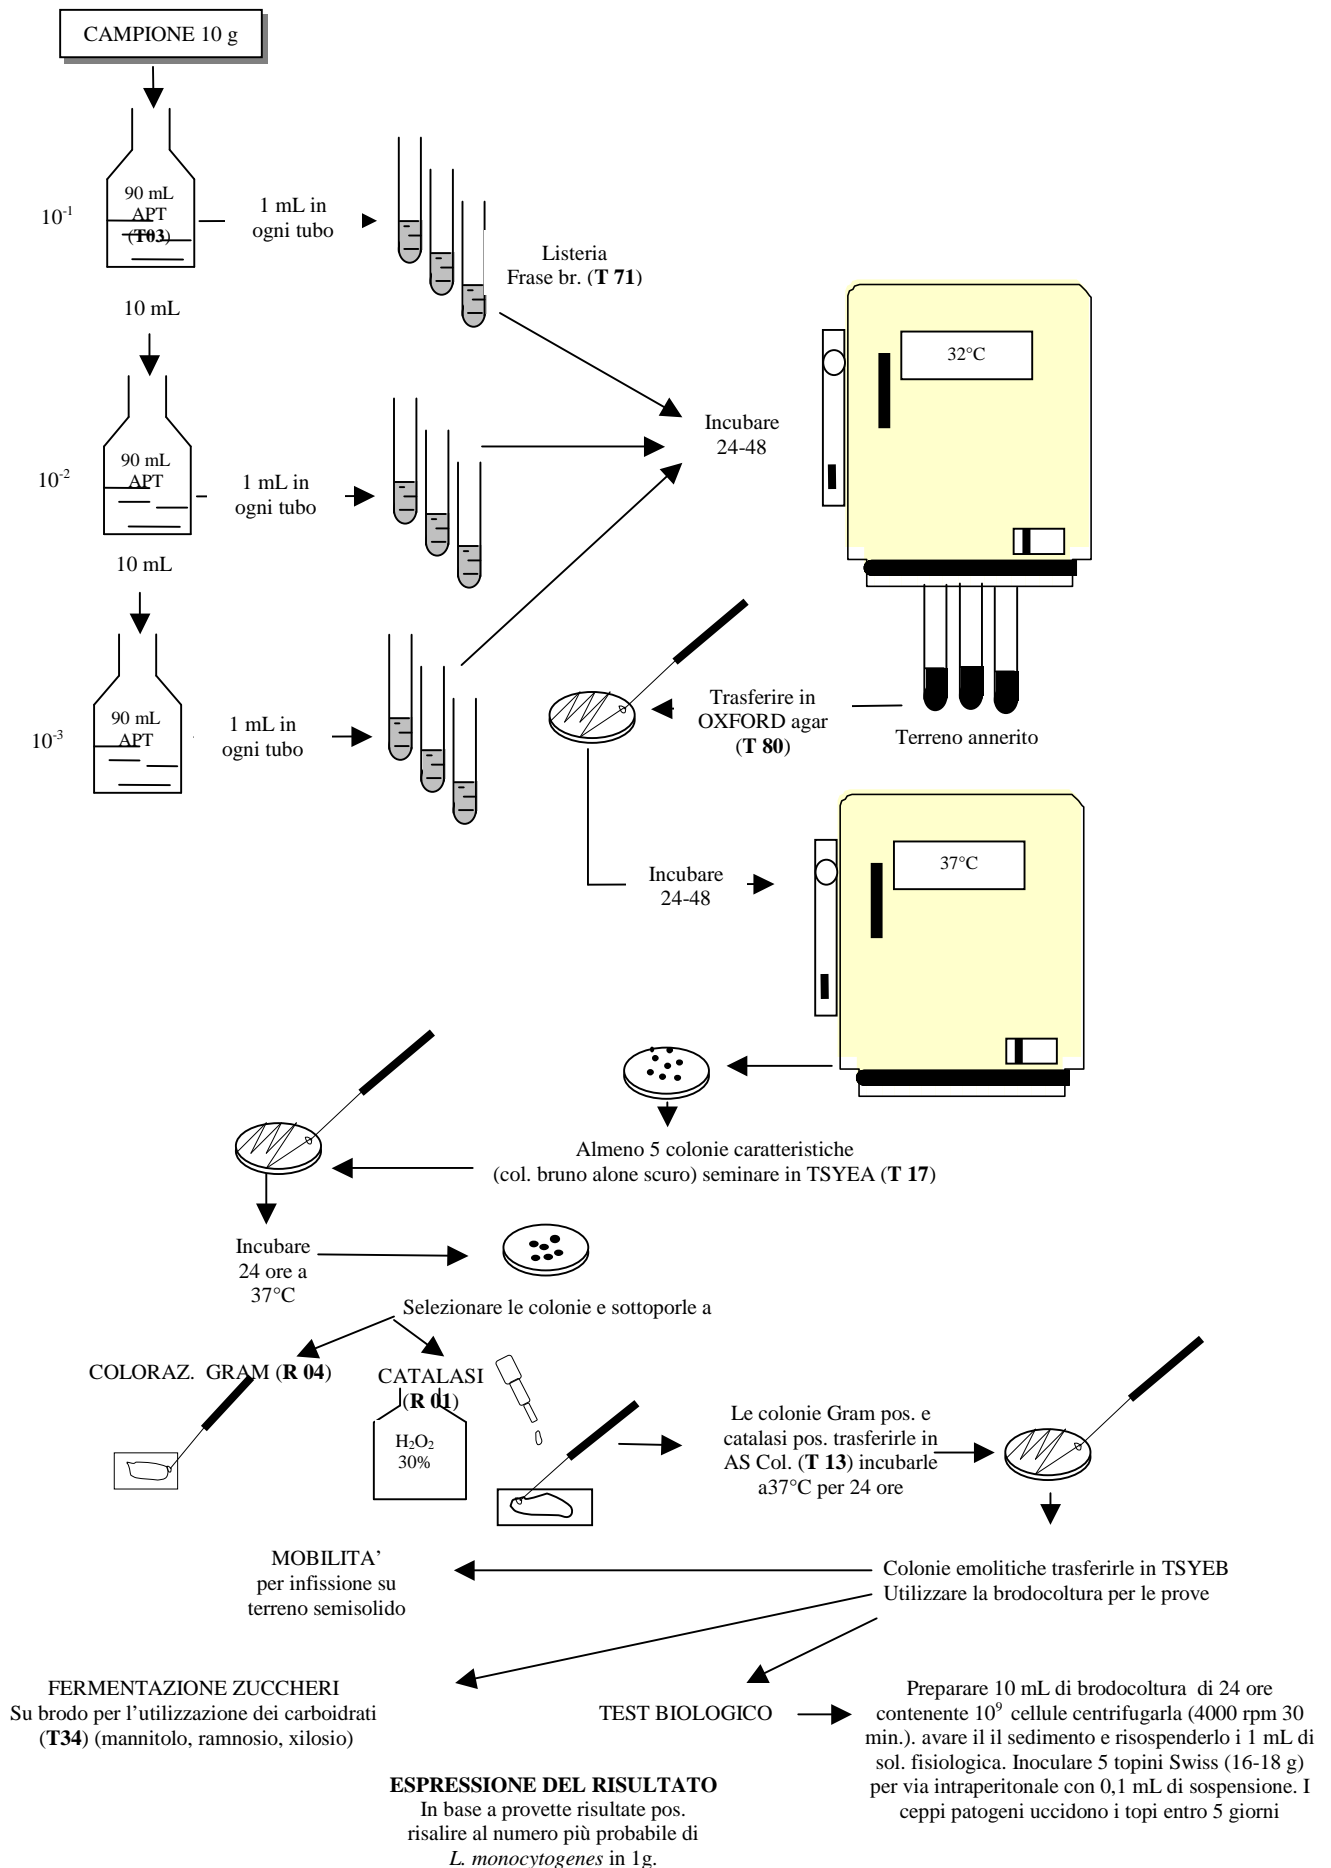 CAMPIONE 10 g
90 mL
APT
(T03)
10⁻¹
1 mL in
ogni tubo
Listeria
Frase br. (T 71)
10 mL
32°C
Incubare
24-48
90 mL
APT
10⁻²
1 mL in
ogni tubo
10 mL
90 mL
APT
10⁻³
1 mL in
ogni tubo
Trasferire in
OXFORD agar
(T 80)
Terreno annerito
37°C
Incubare
24-48
Almeno 5 colonie caratteristiche
(col. bruno alone scuro) seminare in TSYEA (T 17)
Incubare
24 ore a
37°C
Selezionare le colonie e sottoporle a
COLORAZ. GRAM (R 04)
CATALASI
(R 01)
H₂O₂
30%
Le colonie Gram pos. e
catalasi pos. trasferirle in
AS Col. (T 13) incubarle
a37°C per 24 ore
MOBILITA’
per infissione su
terreno semisolido
Colonie emolitiche trasferirle in TSYEB
Utilizzare la brodocoltura per le prove
FERMENTAZIONE ZUCCHERI
Su brodo per l’utilizzazione dei carboidrati
(T34) (mannitolo, ramnosio, xilosio)
TEST BIOLOGICO
Preparare 10 mL di brodocoltura di 24 ore
contenente 10⁹ cellule centrifugarla (4000 rpm 30
min.). avare il il sedimento e risospenderlo i 1 mL di
sol. fisiologica. Inoculare 5 topini Swiss (16-18 g)
per via intraperitonale con 0,1 mL di sospensione. I
ceppi patogeni uccidono i topi entro 5 giorni
ESPRESSIONE DEL RISULTATO
In base a provette risultate pos.
risalire al numero più probabile di
L. monocytogenes in 1g.